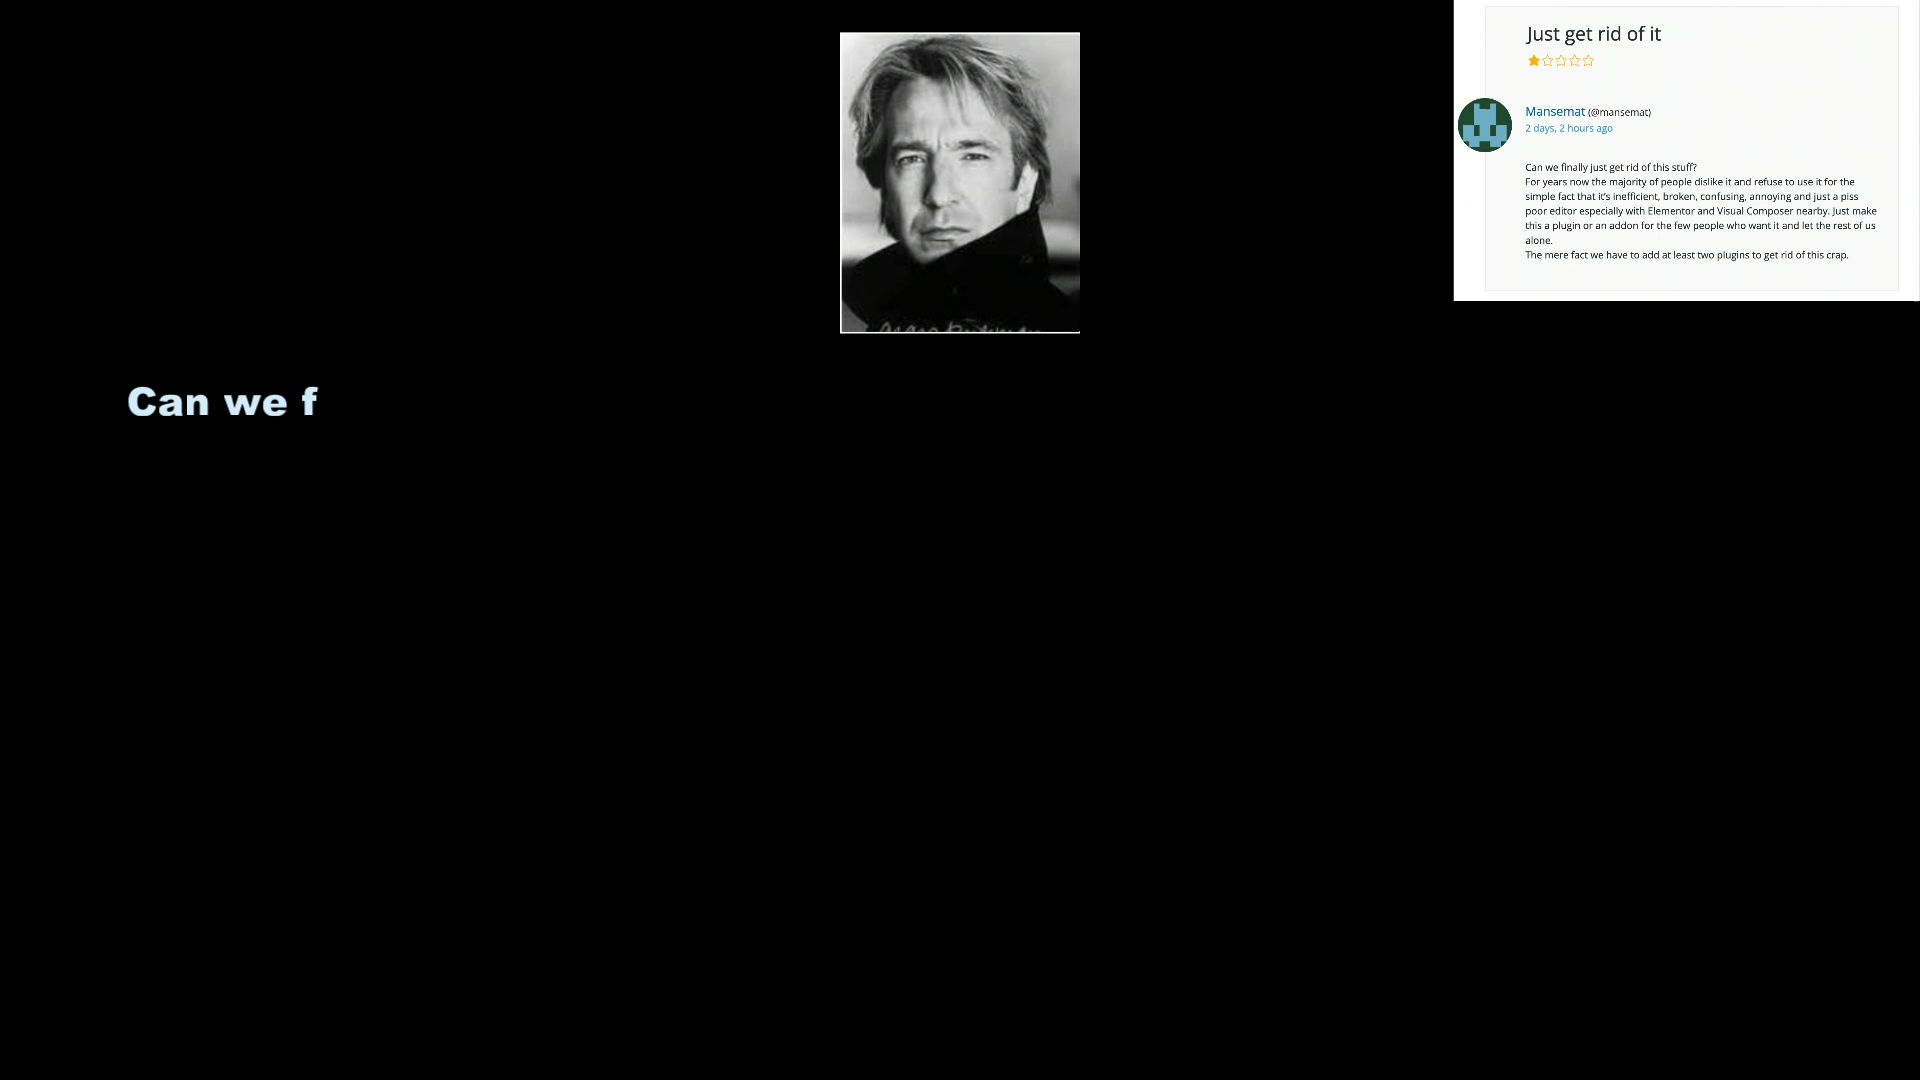 Just get rid of it
Mansemat (@mansemat)
2 days, 2 hours ago
Can we finally just get rid of this stuff?
For years now the majority of people dislike it and refuse to use it for the
simple fact that it's inefficient, broken, confusing, annoying and just a piss
poor editor especially with Elementor and Visual Composer nearby. Just make
this a plugin or an addon for the few people who want it and let the rest of us
alone.
The mere fact we have to add at least two plugins to get rid of this crap.
Can we f